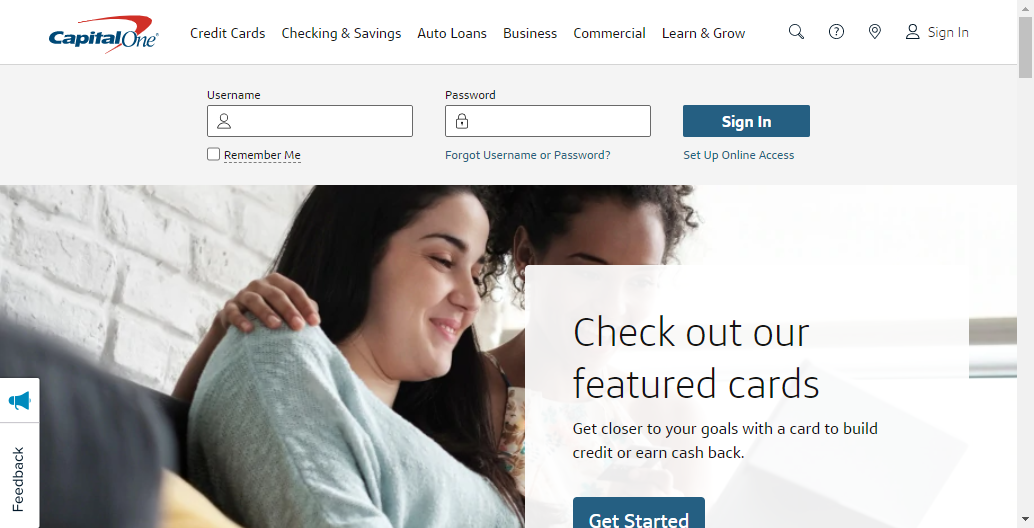 Capital One®
Credit Cards
Checking & Savings
Auto Loans
Business
Commercial
Learn & Grow
Sign In
Username
Password
Sign In
Remember Me
Forgot Username or Password?
Set Up Online Access
Check out our
featured cards
Get closer to your goals with a card to build
credit or earn cash back.
Get Started
Feedback